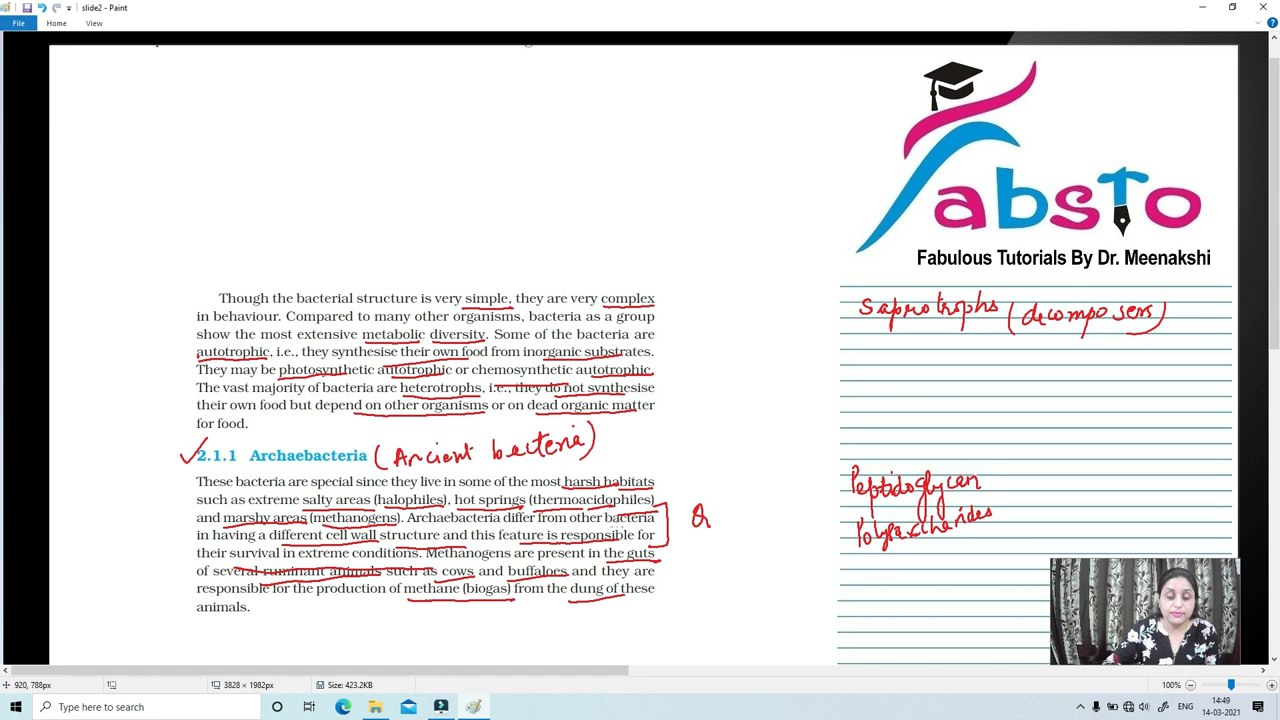 slide2 - Paint
File Home View
Though the bacterial structure is very simple, they are very complex
in behaviour. Compared to many other organisms, bacteria as a group
show the most extensive metabolic diversity. Some of the bacteria are
autotrophic, i.e., they synthesise their own food from inorganic substrates.
They may be photosynthetic autotrophic or chemosynthetic autotrophic.
The vast majority of bacteria are heterotrophs, i.e., they do not synthesise
their own food but depend on other organisms or on dead organic matter
for food.
2.1.1 Archaebacteria (Ancient bacteria)
These bacteria are special since they live in some of the most harsh habitats
such as extreme salty areas (halophiles), hot springs (thermoacidophiles)
and marshy areas (methanogens). Archaebacteria differ from other bacteria
in having a different cell wall structure and this feature is responsible for
their survival in extreme conditions. Methanogens are present in the guts
of several ruminant animals such as cows and buffaloes and they are
responsible for the production of methane (biogas) from the dung of these
animals.
Q
absto
Fabulous Tutorials By Dr. Meenakshi
Saprotrophs (decomposers)
Peptidoglycan
Polysaccharides
920, 788px
3828 × 1982px
Size: 423.2KB
100%
Type here to search
ENG
14:49
14-03-2021